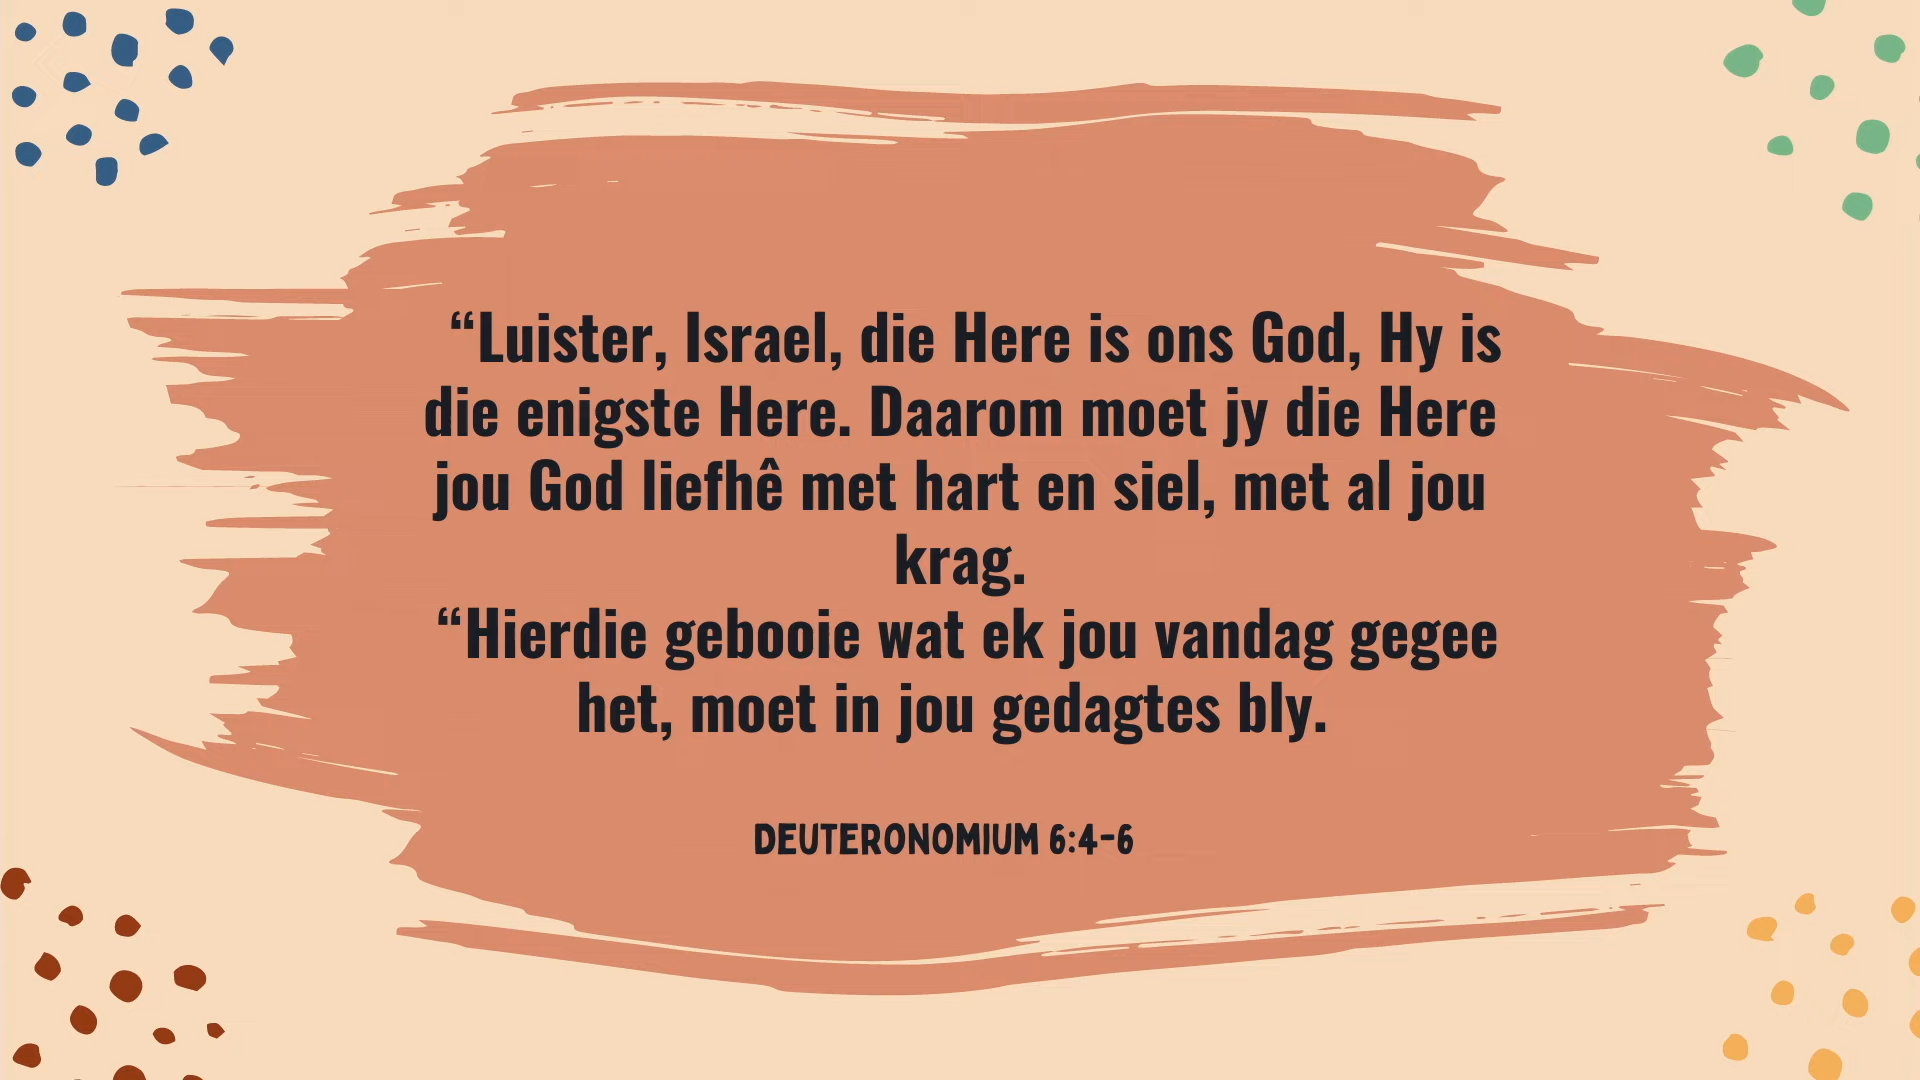 “Luister, Israel, die Here is ons God, Hy is
die enigste Here. Daarom moet jy die Here
jou God liefhê met hart en siel, met al jou
krag.
“Hierdie gebooie wat ek jou vandag gegee
het, moet in jou gedagtes bly.
DEUTERONOMIUM 6:4-6